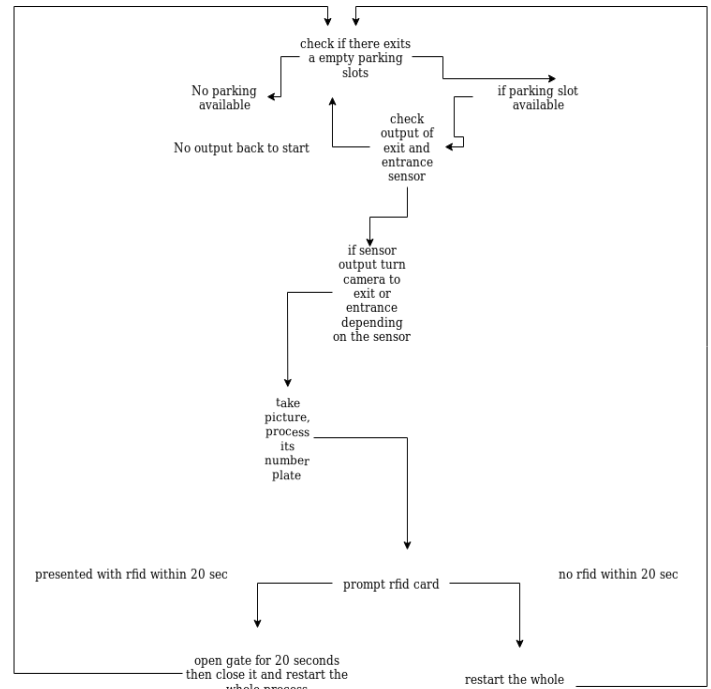 check if there exits
a empty parking
slots
No parking
available
if parking slot
available
check
output of
exit and
entrance
sensor
No output back to start
if sensor
output turn
camera to
exit or
entrance
depending
on the sensor
take
picture,
process
its
number
plate
presented with rfid within 20 sec
prompt rfid card
no rfid within 20 sec
open gate for 20 seconds
then close it and restart the
whole process
restart the whole